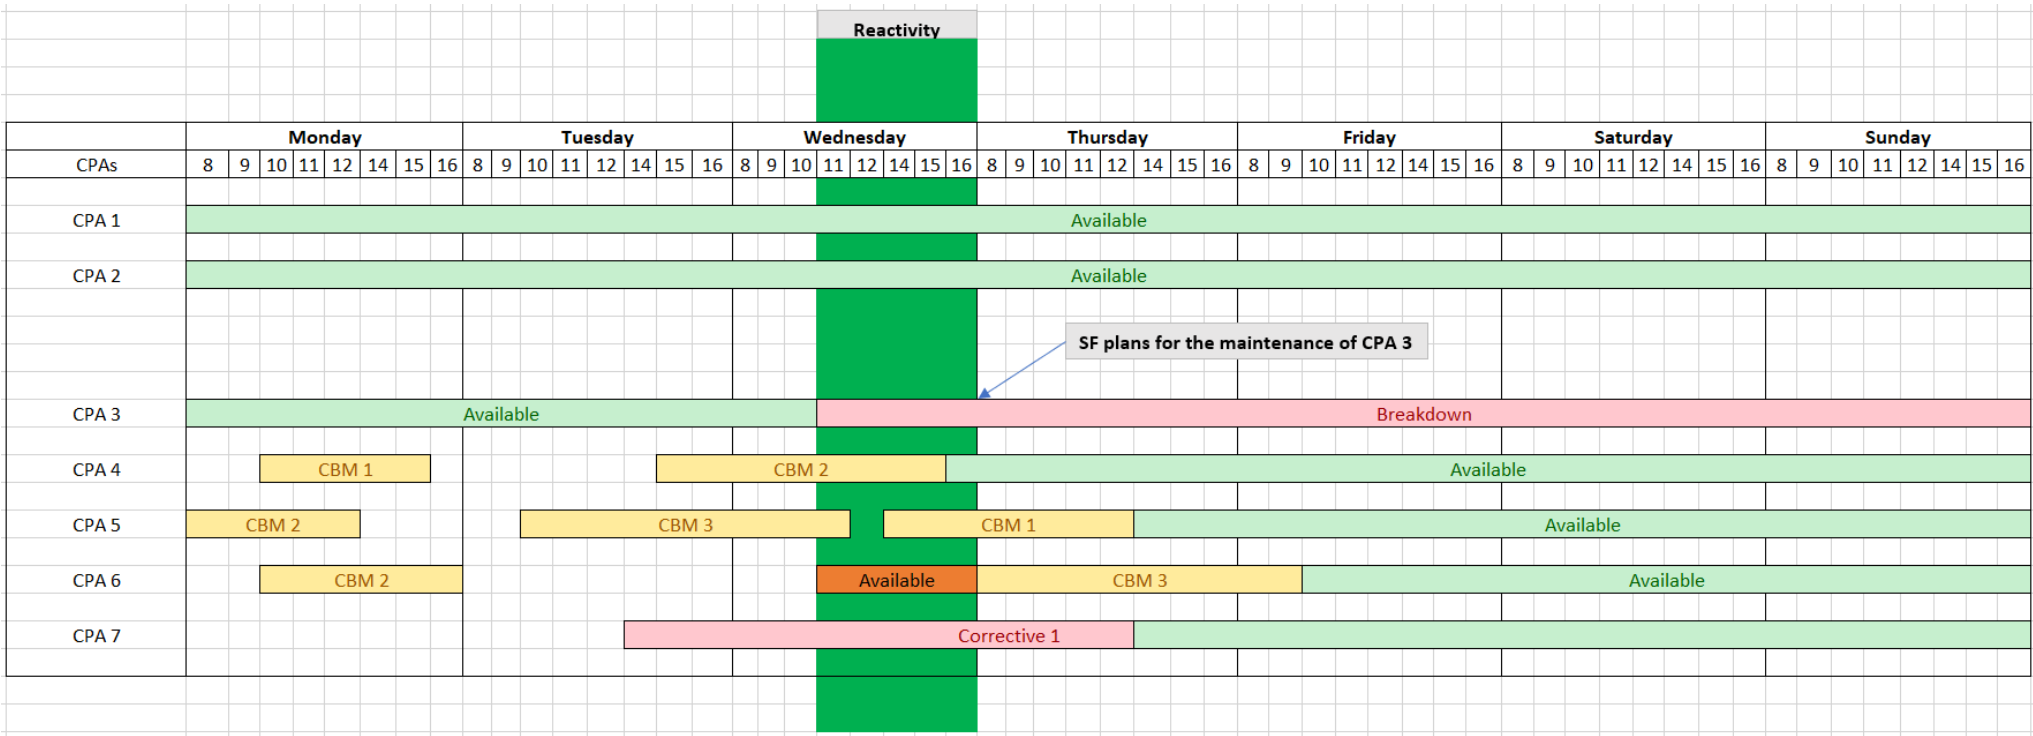 Reactivity
Monday Tuesday Wednesday Thursday Friday Saturday Sunday
CPAs 8 9 10 11 12 14 15 16 8 9 10 11 12 14 15 16 8 9 10 11 12 14 15 16 8 9 10 11 12 14 15 16 8 9 10 11 12 14 15 16 8 9 10 11 12 14 15 16 8 9 10 11 12 14 15 16
CPA 1 Available
CPA 2 Available
SF plans for the maintenance of CPA 3
CPA 3 Available Breakdown
CPA 4 CBM 1 CBM 2 Available
CPA 5 CBM 2 CBM 3 CBM 1 Available
CPA 6 CBM 2 Available CBM 3 Available
CPA 7 Corrective 1